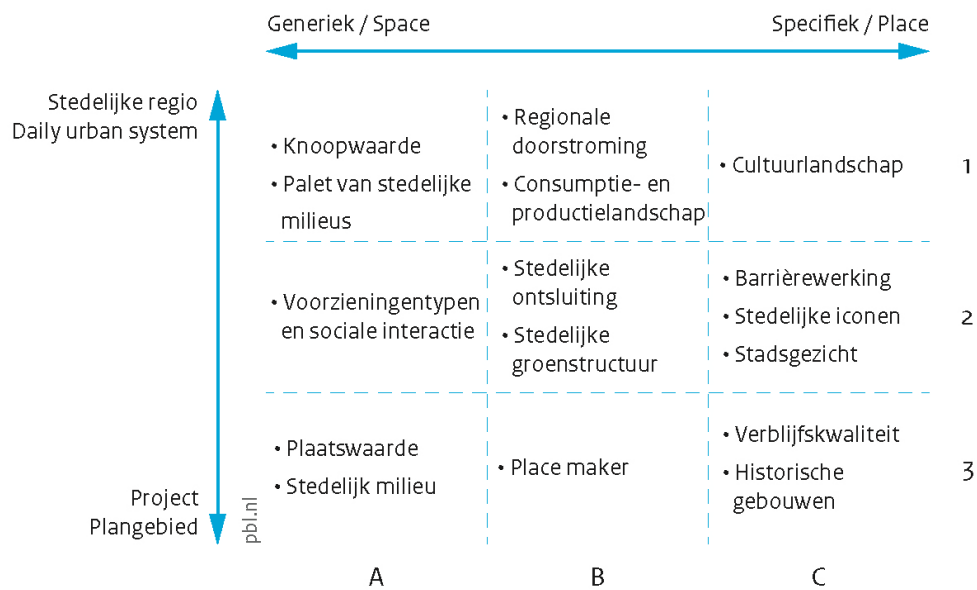 Generiek / Space
Specifiek / Place
Stedelijke regio
Daily urban system
• Knoopwaarde
• Palet van stedelijke
milieus
• Regionale
doorstroming
• Consumptie- en
productielandschap
• Cultuurlandschap
1
• Voorzieningentypen
en sociale interactie
• Stedelijke
ontsluiting
• Stedelijke
groenstructuur
• Barrièrewerking
• Stedelijke iconen
• Stadsgezicht
2
• Plaatswaarde
• Stedelijk milieu
• Place maker
• Verblijfskwaliteit
• Historische
gebouwen
3
Project
Plangebied
pbl.nl
A
B
C